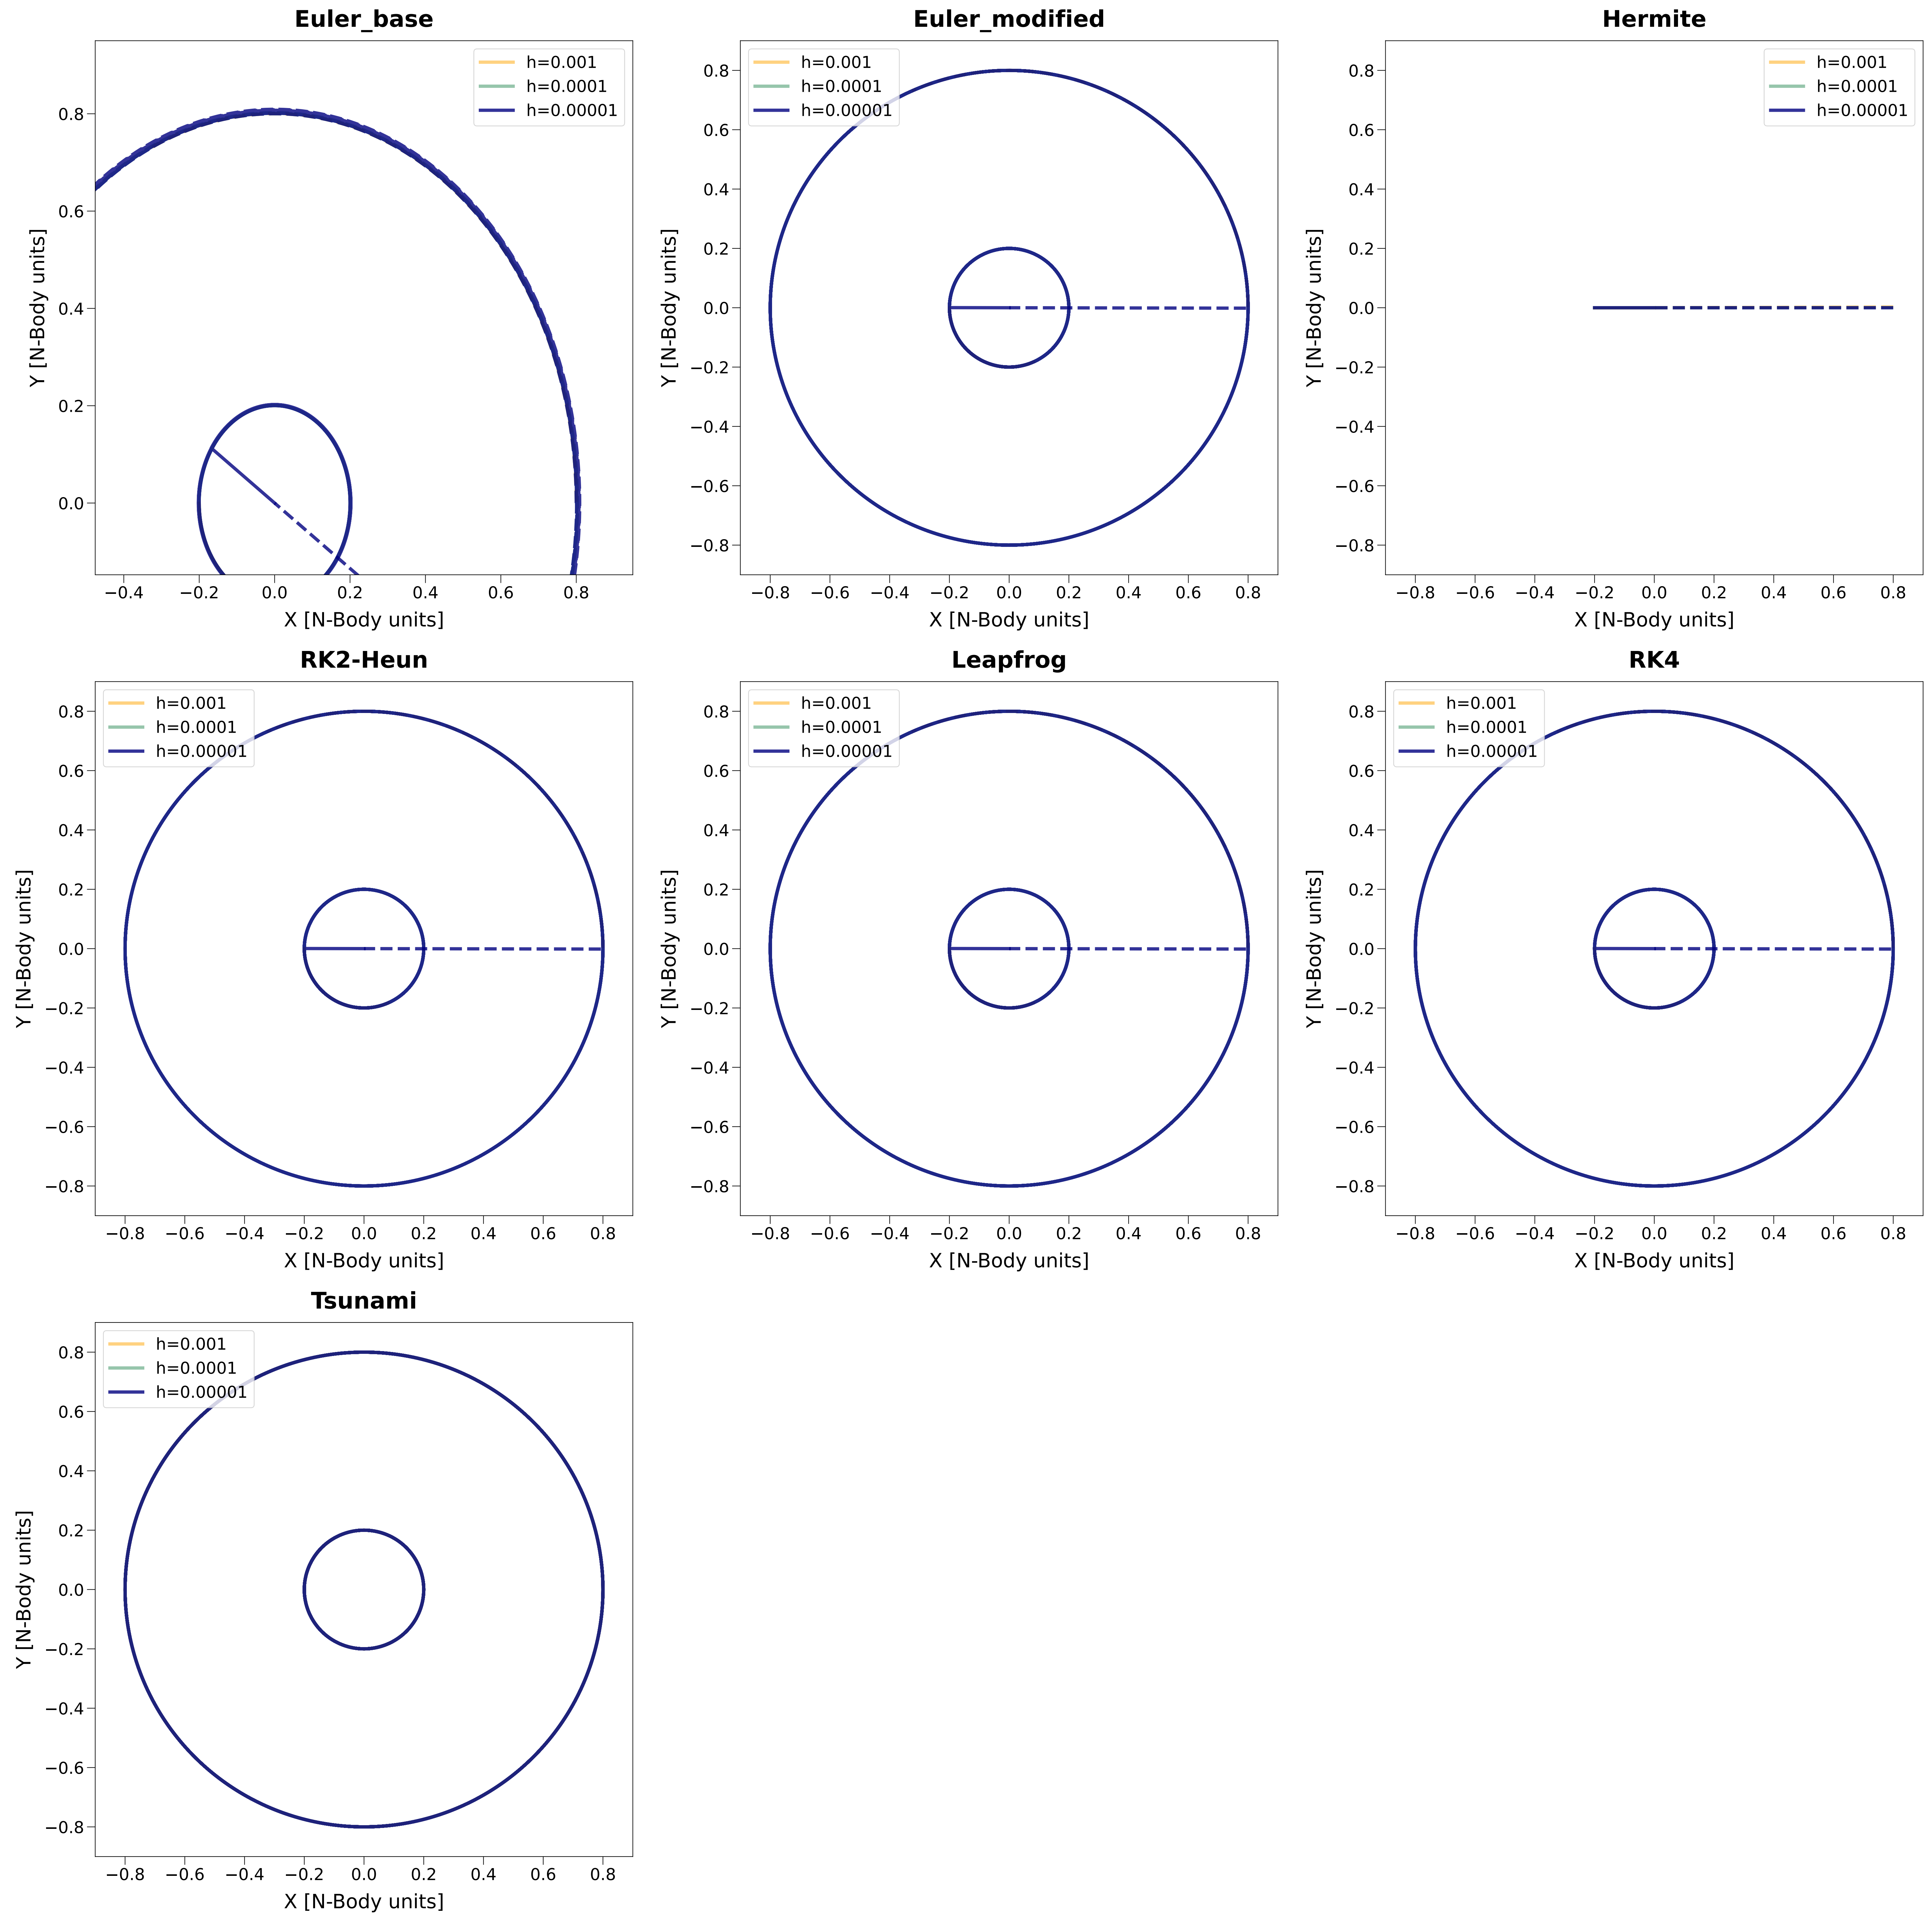 Euler_base
Euler_modified
Hermite
h=0.001
h=0.0001
h=0.00001
h=0.001
h=0.0001
h=0.00001
h=0.001
h=0.0001
h=0.00001
Y [N-Body units]
0.8
0.6
0.4
0.2
0.0
Y [N-Body units]
0.8
0.6
0.4
0.2
0.0
−0.2
−0.4
−0.6
−0.8
Y [N-Body units]
0.8
0.6
0.4
0.2
0.0
−0.2
−0.4
−0.6
−0.8
−0.4 −0.2 0.0 0.2 0.4 0.6 0.8
−0.8 −0.6 −0.4 −0.2 0.0 0.2 0.4 0.6 0.8
−0.8 −0.6 −0.4 −0.2 0.0 0.2 0.4 0.6 0.8
X [N-Body units]
X [N-Body units]
X [N-Body units]
RK2-Heun
Leapfrog
RK4
h=0.001
h=0.0001
h=0.00001
h=0.001
h=0.0001
h=0.00001
h=0.001
h=0.0001
h=0.00001
Y [N-Body units]
0.8
0.6
0.4
0.2
0.0
−0.2
−0.4
−0.6
−0.8
Y [N-Body units]
0.8
0.6
0.4
0.2
0.0
−0.2
−0.4
−0.6
−0.8
Y [N-Body units]
0.8
0.6
0.4
0.2
0.0
−0.2
−0.4
−0.6
−0.8
−0.8 −0.6 −0.4 −0.2 0.0 0.2 0.4 0.6 0.8
−0.8 −0.6 −0.4 −0.2 0.0 0.2 0.4 0.6 0.8
−0.8 −0.6 −0.4 −0.2 0.0 0.2 0.4 0.6 0.8
X [N-Body units]
X [N-Body units]
X [N-Body units]
Tsunami
h=0.001
h=0.0001
h=0.00001
Y [N-Body units]
0.8
0.6
0.4
0.2
0.0
−0.2
−0.4
−0.6
−0.8
−0.8 −0.6 −0.4 −0.2 0.0 0.2 0.4 0.6 0.8
X [N-Body units]